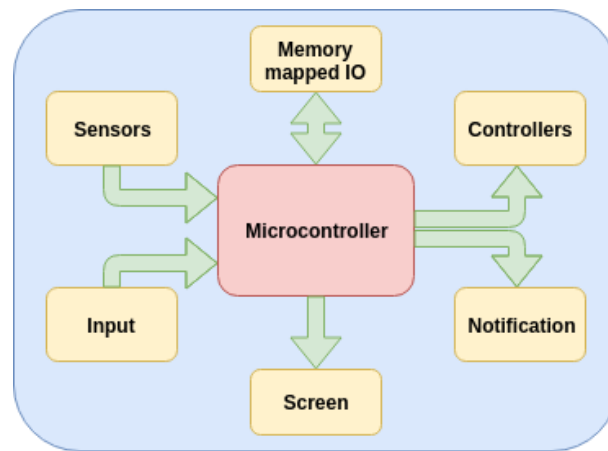 Memory
mapped IO
Sensors
Controllers
Microcontroller
Input
Notification
Screen